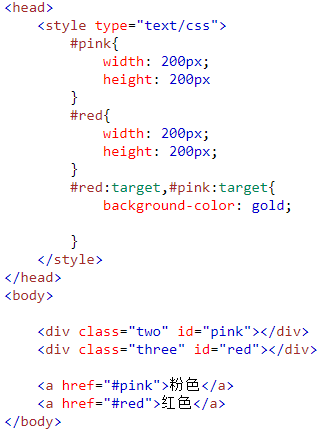 <head>
    <style type="text/css">
        #pink{
            width: 200px;
            height: 200px
        }
        #red{
            width: 200px;
            height: 200px;
        }
        #red:target,#pink:target{
            background-color: gold;

        }
    </style>
</head>
<body>

    <div class="two" id="pink"></div>
    <div class="three" id="red"></div>

    <a href="#pink">粉色</a>
    <a href="#red">红色</a>
</body>